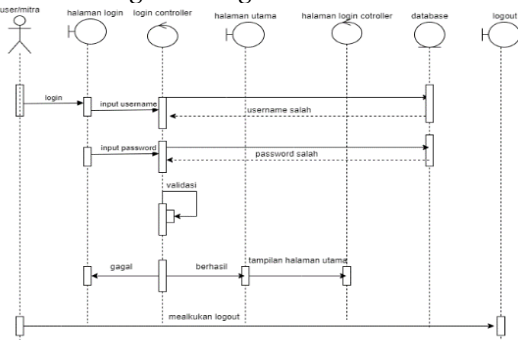 user/mitra
halaman login
login controller
halaman utama
halaman login cotroller
database
logout
login
input username
username salah
input password
password salah
validasi
gagal
berhasil
tampilan halaman utama
mealkukan logout